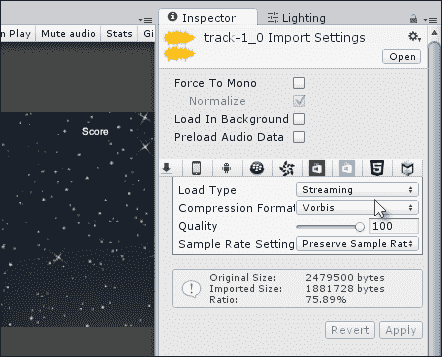 Inspector
Lighting
n Play
Mute audio
Stats
Gi
track-1_0 Import Settings
Open
Score
Force To Mono
Normalize
Load In Background
Preload Audio Data
Load Type
Streaming
Compression Format
Vorbis
Quality
100
Sample Rate Setting
Preserve Sample Rat
Original Size: 2479500 bytes
Imported Size: 1881728 bytes
Ratio: 75.89%
Revert
Apply